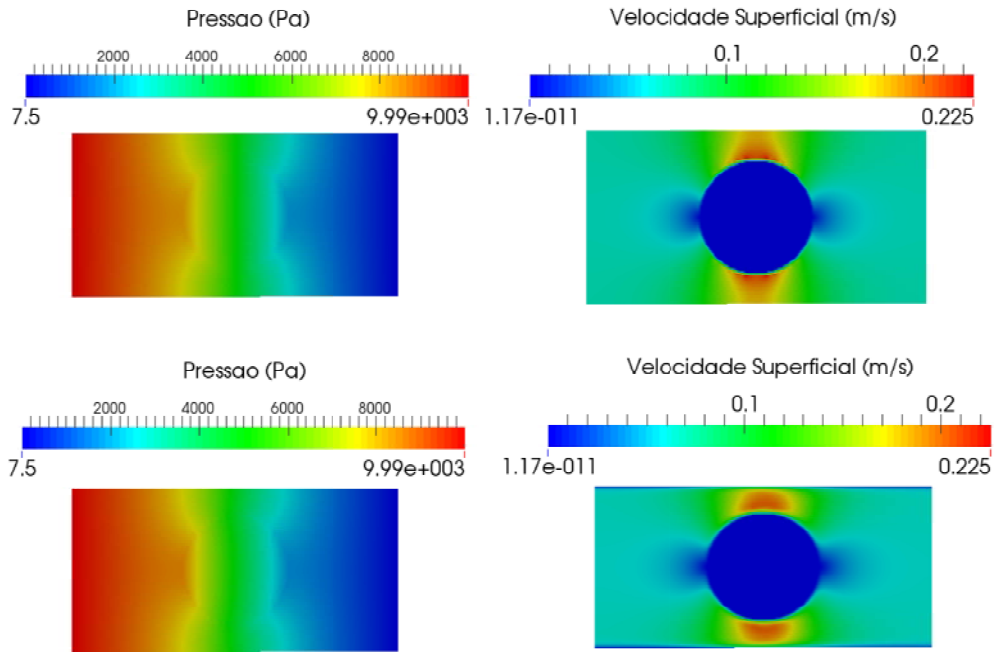 Pressao (Pa)
2000 4000 6000 8000
7.5 9.99e+003
Velocidade Superficial (m/s)
0.1 0.2
1.17e-011 0.225
Pressao (Pa)
2000 4000 6000 8000
7.5 9.99e+003
Velocidade Superficial (m/s)
0.1 0.2
1.17e-011 0.225